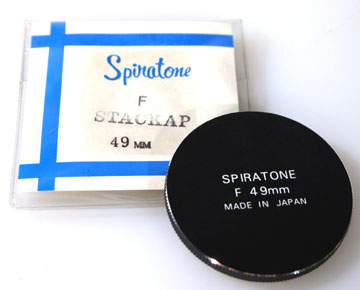 Spiratone
F
STACKAP
49 MM
SPIRATONE
F 49mm
MADE IN JAPAN